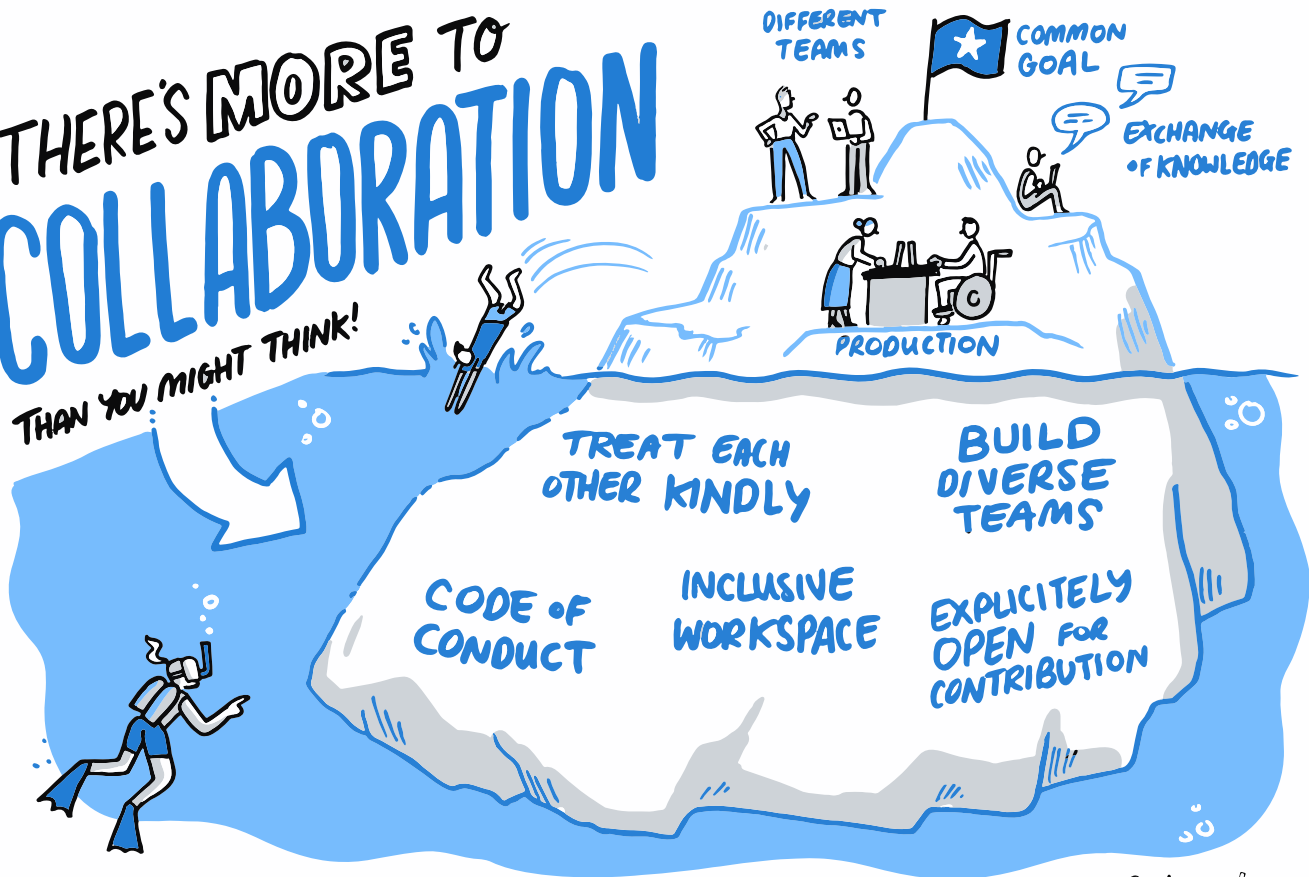 THERE'S MORE TO
COLLABORATION
THAN YOU MIGHT THINK!
DIFFERENT
TEAMS
COMMON
GOAL
EXCHANGE
OF KNOWLEDGE
PRODUCTION
TREAT EACH
OTHER KINDLY
BUILD
DIVERSE
TEAMS
CODE OF
CONDUCT
INCLUSIVE
WORKSPACE
EXPLICITELY
OPEN FOR
CONTRIBUTION